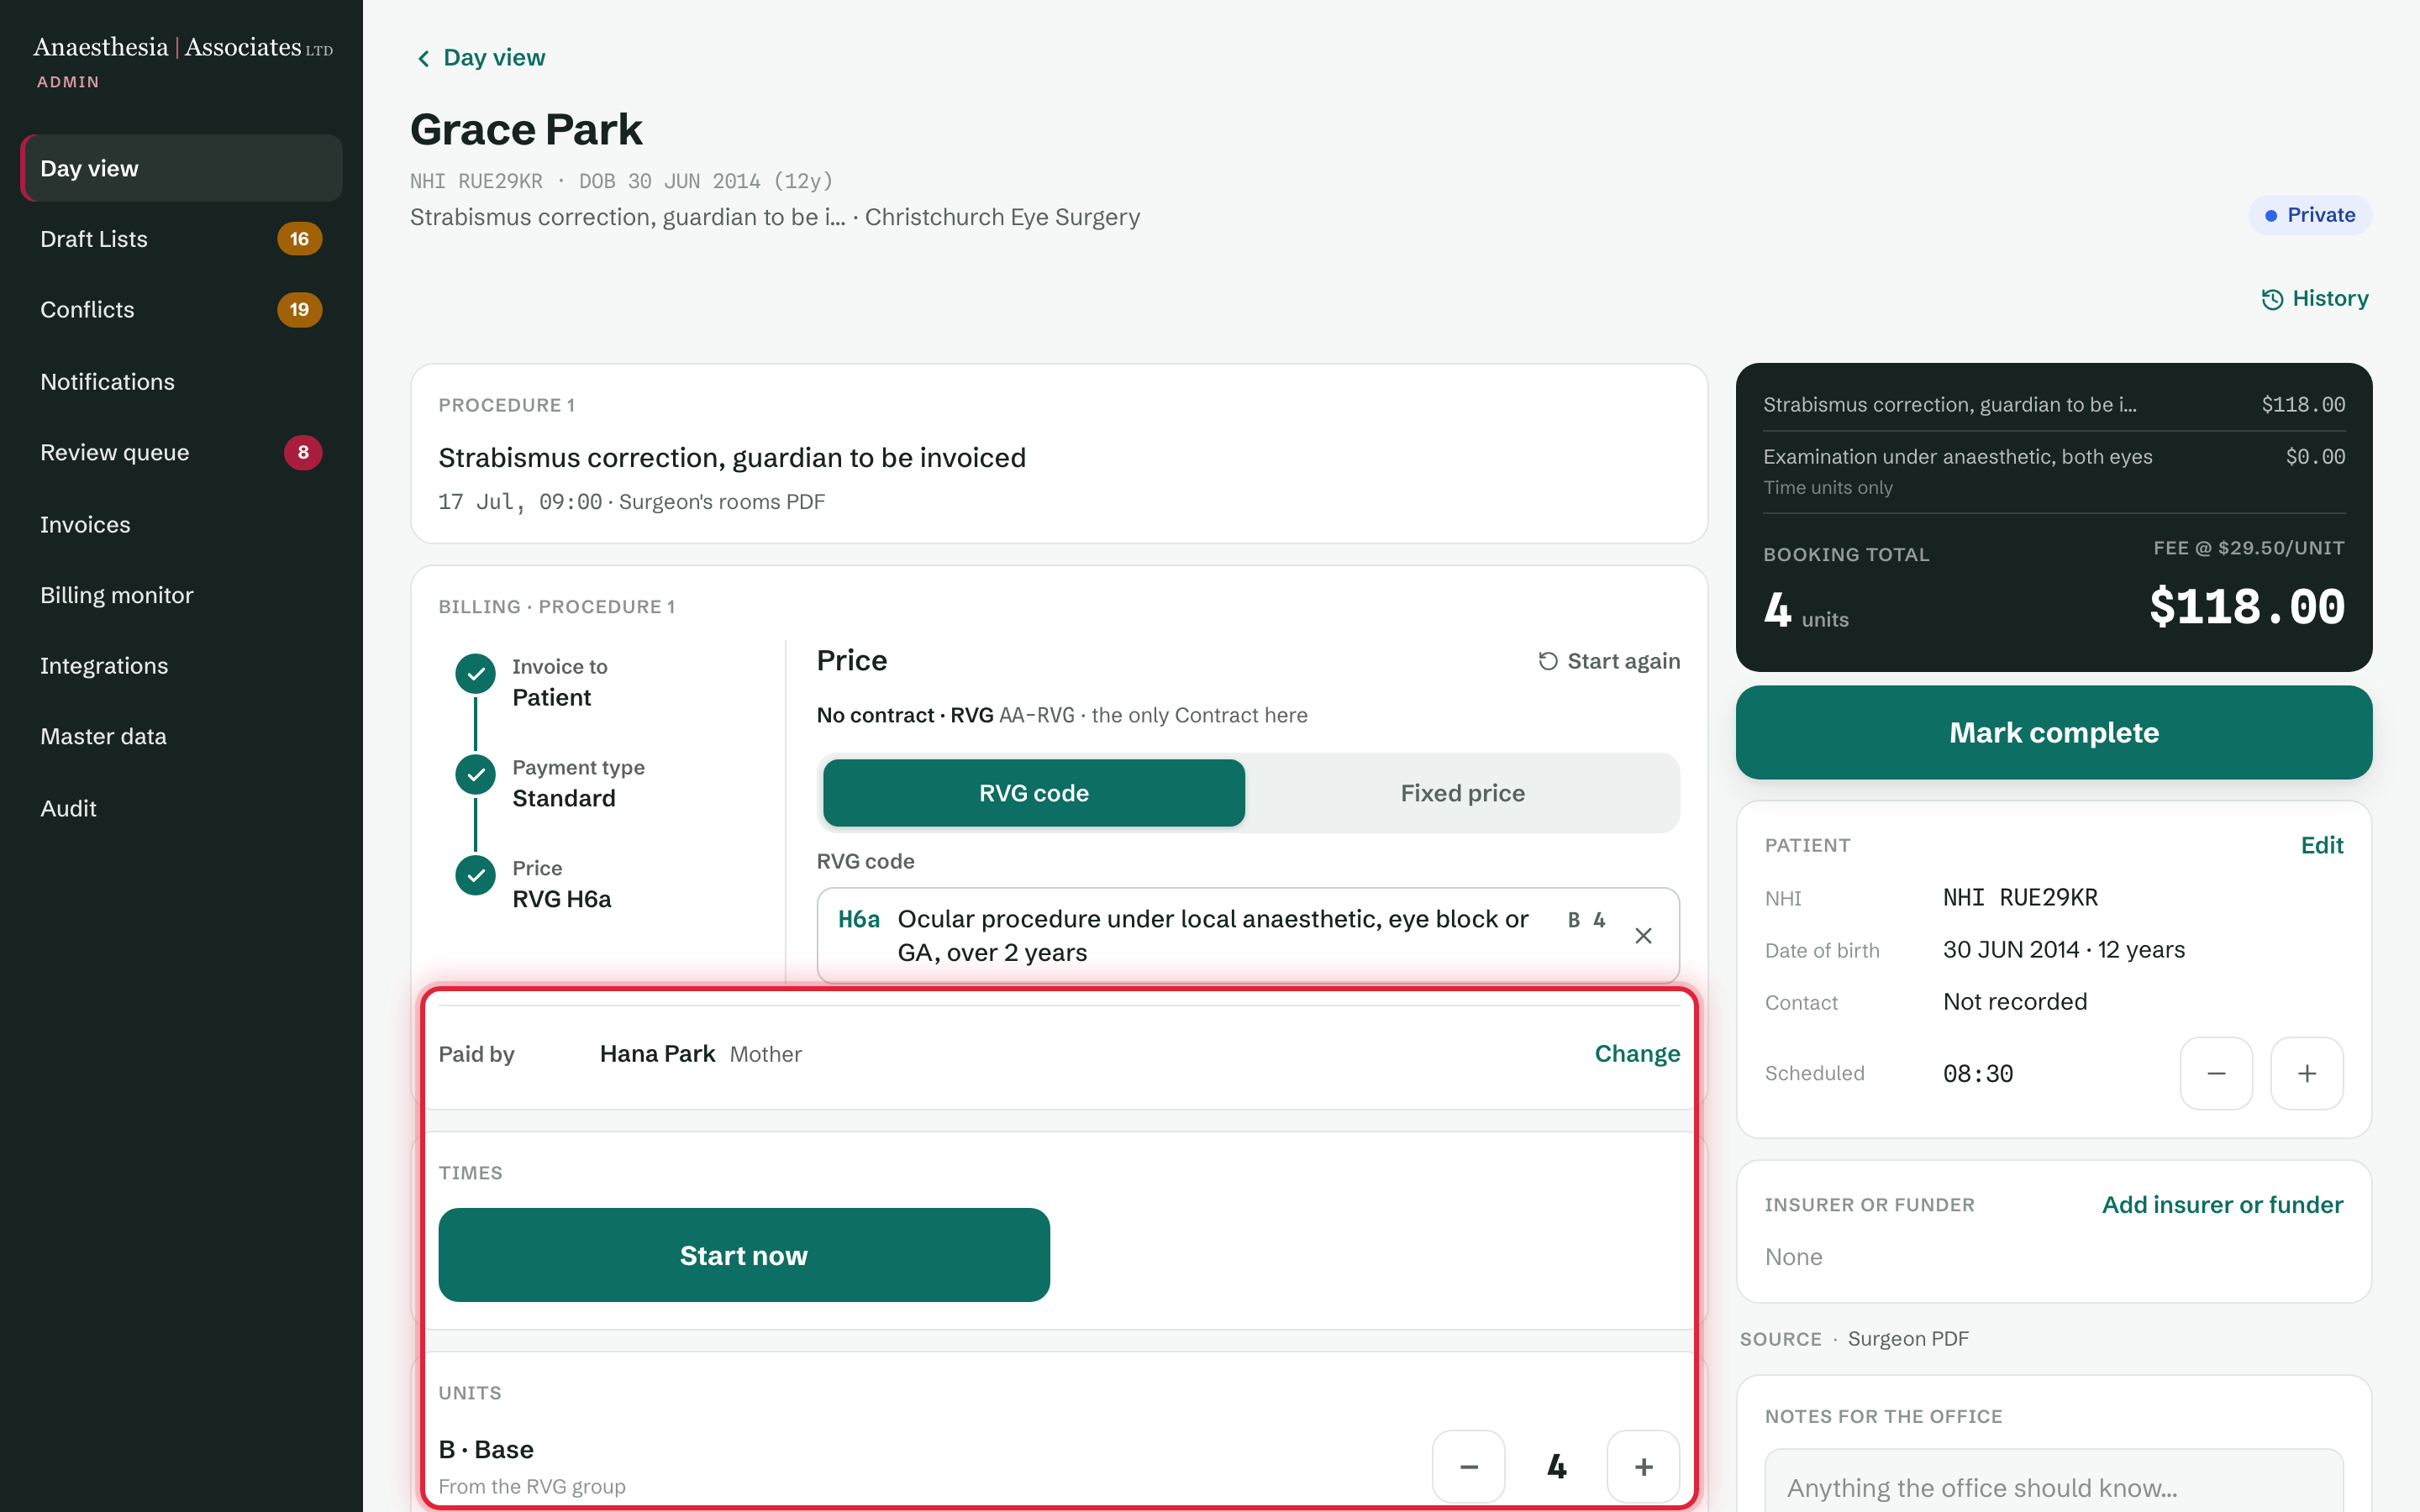 Anaesthesia | Associates LTD
ADMIN
Day view
Draft Lists 16
Conflicts 19
Notifications
Review queue 8
Invoices
Billing monitor
Integrations
Master data
Audit
Day view
Grace Park
NHI RUE29KR · DOB 30 JUN 2014 (12y)
Strabismus correction, guardian to be i... · Christchurch Eye Surgery
Private
History
PROCEDURE 1
Strabismus correction, guardian to be invoiced
17 Jul, 09:00 · Surgeon's rooms PDF
BILLING · PROCEDURE 1
Invoice to
Patient
Payment type
Standard
Price
RVG H6a
Price
Start again
No contract · RVG AA-RVG · the only Contract here
RVG code
Fixed price
RVG code
H6a Ocular procedure under local anaesthetic, eye block or B 4
GA, over 2 years
Paid by Hana Park Mother Change
TIMES
Start now
UNITS
B · Base
From the RVG group
− 4 +
Strabismus correction, guardian to be i... $118.00
Examination under anaesthetic, both eyes $0.00
Time units only
BOOKING TOTAL FEE @ $29.50/UNIT
4 units $118.00
Mark complete
PATIENT Edit
NHI NHI RUE29KR
Date of birth 30 JUN 2014 · 12 years
Contact Not recorded
Scheduled 08:30 − +
INSURER OR FUNDER Add insurer or funder
None
SOURCE · Surgeon PDF
NOTES FOR THE OFFICE
Anything the office should know...